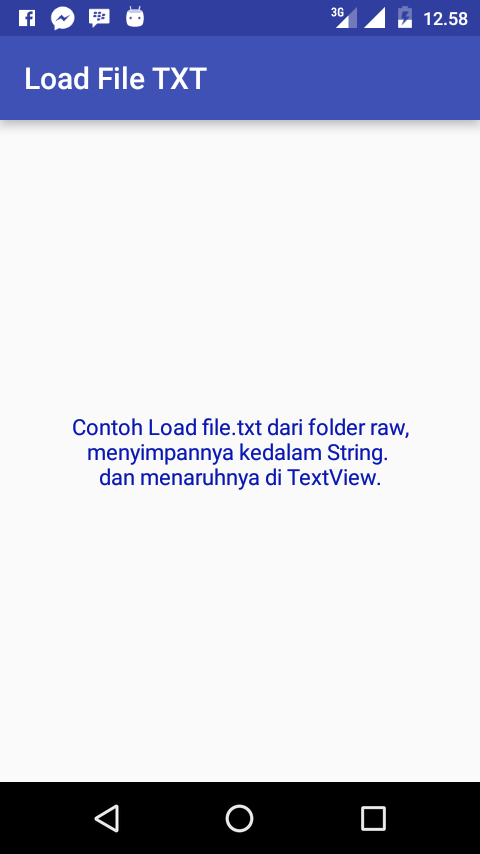 3G
12.58
Load File TXT
Contoh Load file.txt dari folder raw,
menyimpannya kedalam String.
dan menaruhnya di TextView.